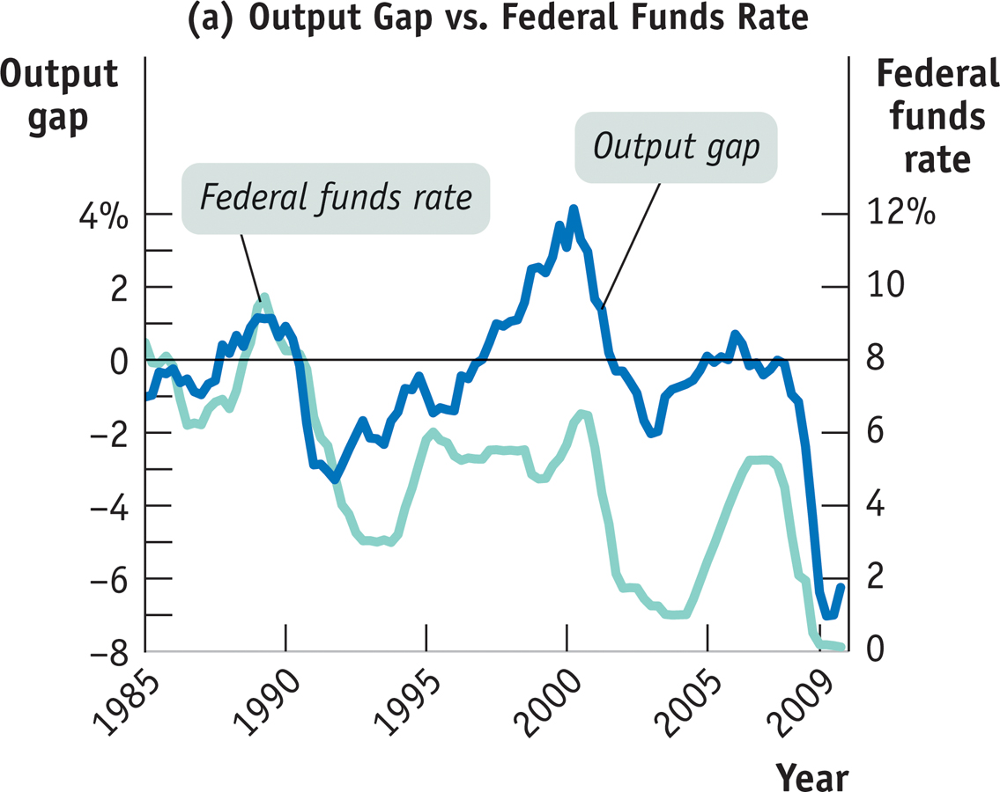 (a) Output Gap vs. Federal Funds Rate
Output
gap
Federal
funds
rate
Output gap
Federal funds rate
4%
2
0
–2
–4
–6
–8
12%
10
8
6
4
2
0
1985
1990
1995
2000
2005
2009
Year